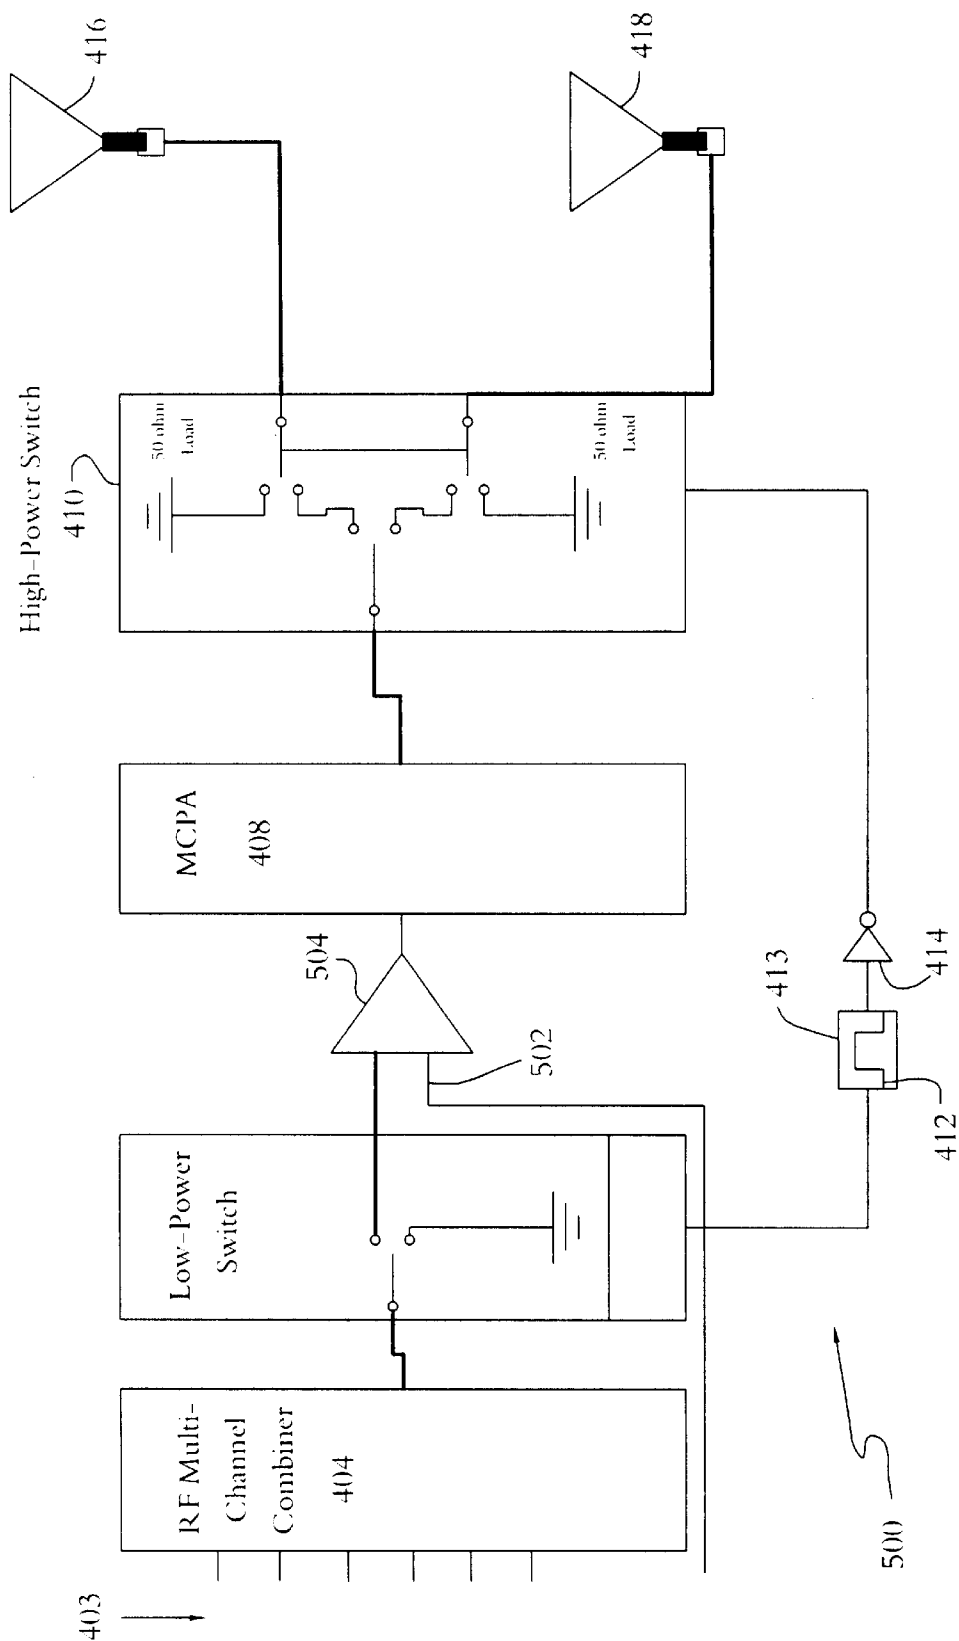 403
RF Multi-
Channel
Combiner
404
Low-Power
Switch
502
504
MCPA
408
High-Power Switch
410
50 ohm
Load
50 ohm
Load
416
418
412
413
414
500